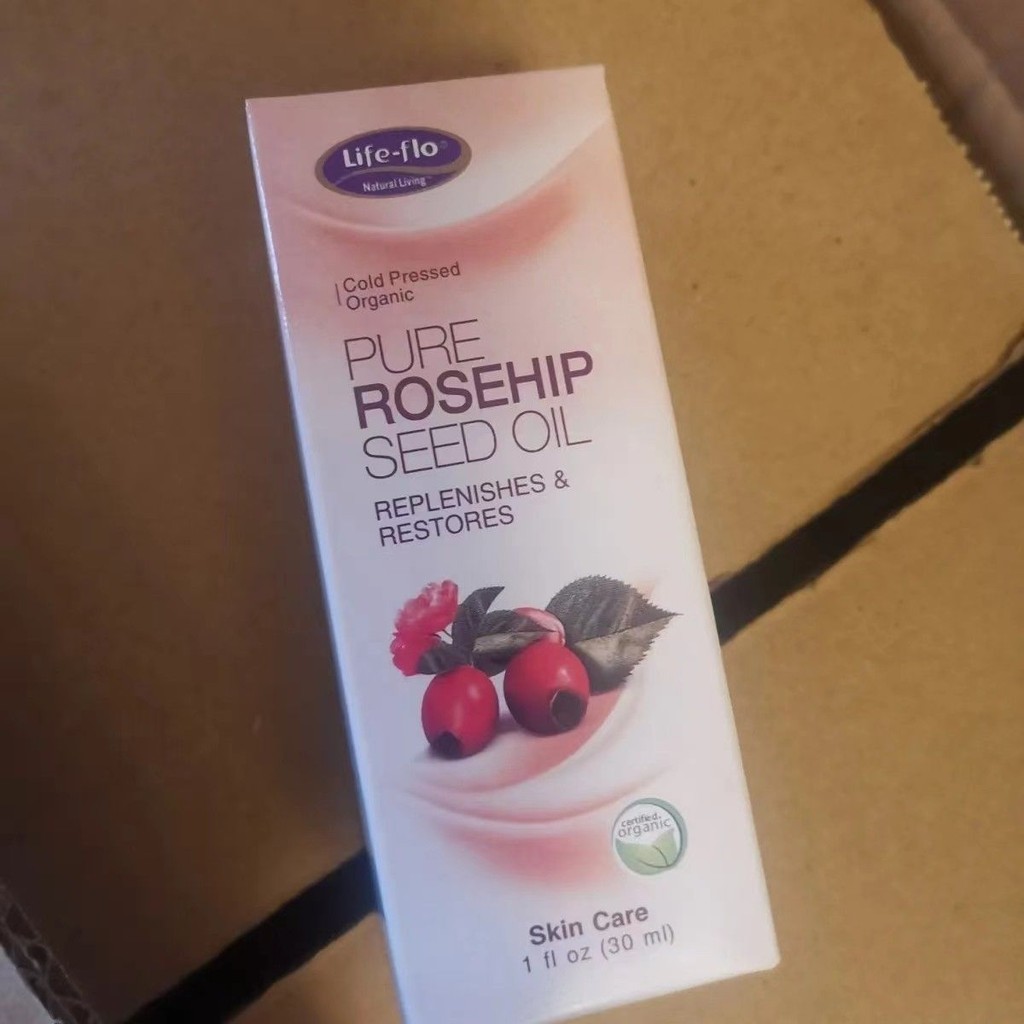 Life-flo®
Natural Living™
Cold Pressed
Organic
PURE
ROSEHIP
SEED OIL
REPLENISHES &
RESTORES
certified
organic
Skin Care
1 fl oz (30 ml)